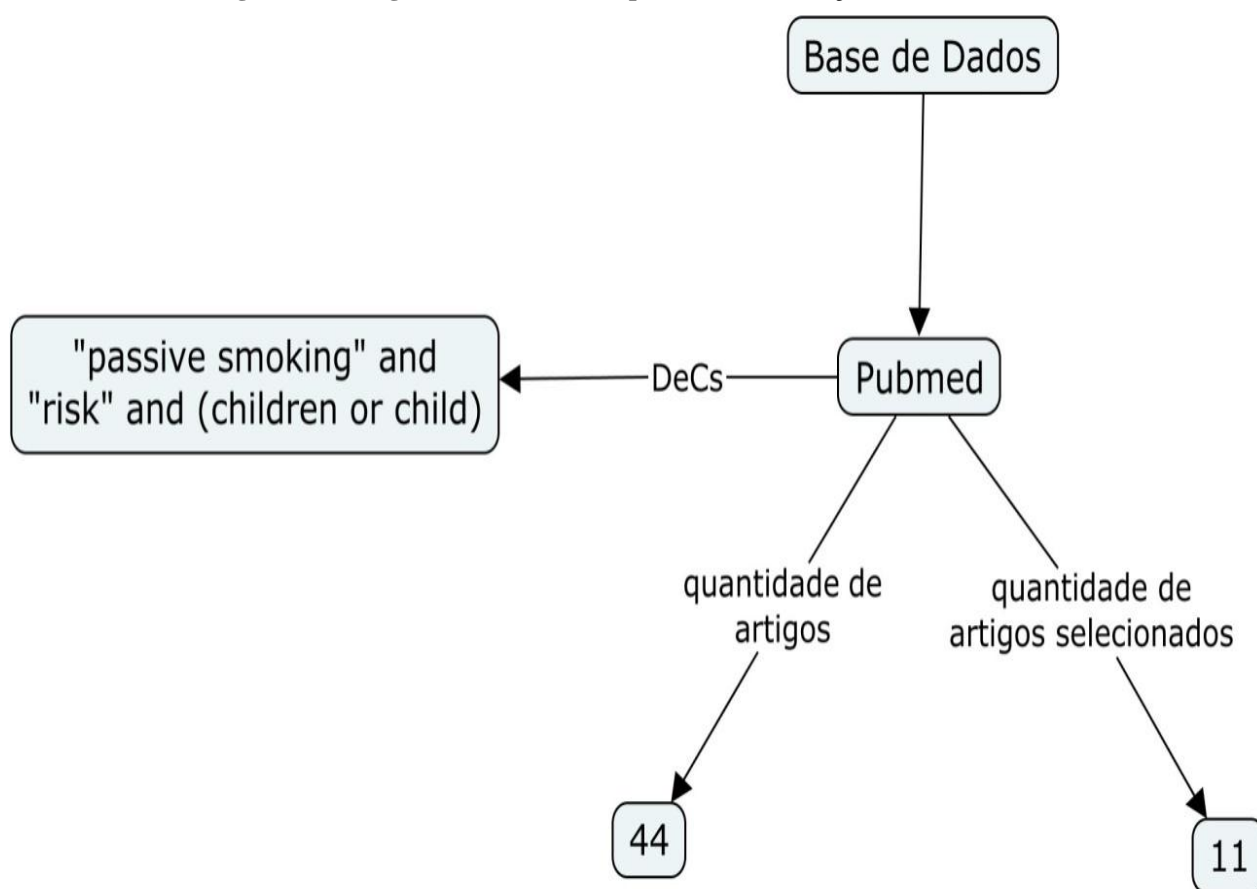 Base de Dados
"passive smoking" and
"risk" and (children or child)
DeCs
Pubmed
quantidade de
artigos
quantidade de
artigos selecionados
44
11